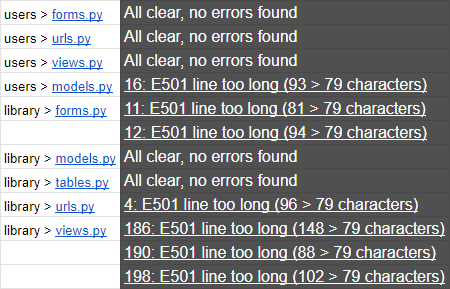 users > forms.py All clear, no errors found
users > urls.py All clear, no errors found
users > views.py All clear, no errors found
users > models.py 16: E501 line too long (93 > 79 characters)
library > forms.py 11: E501 line too long (81 > 79 characters)
12: E501 line too long (94 > 79 characters)
library > models.py All clear, no errors found
library > tables.py All clear, no errors found
library > urls.py 4: E501 line too long (96 > 79 characters)
library > views.py 186: E501 line too long (148 > 79 characters)
190: E501 line too long (88 > 79 characters)
198: E501 line too long (102 > 79 characters)